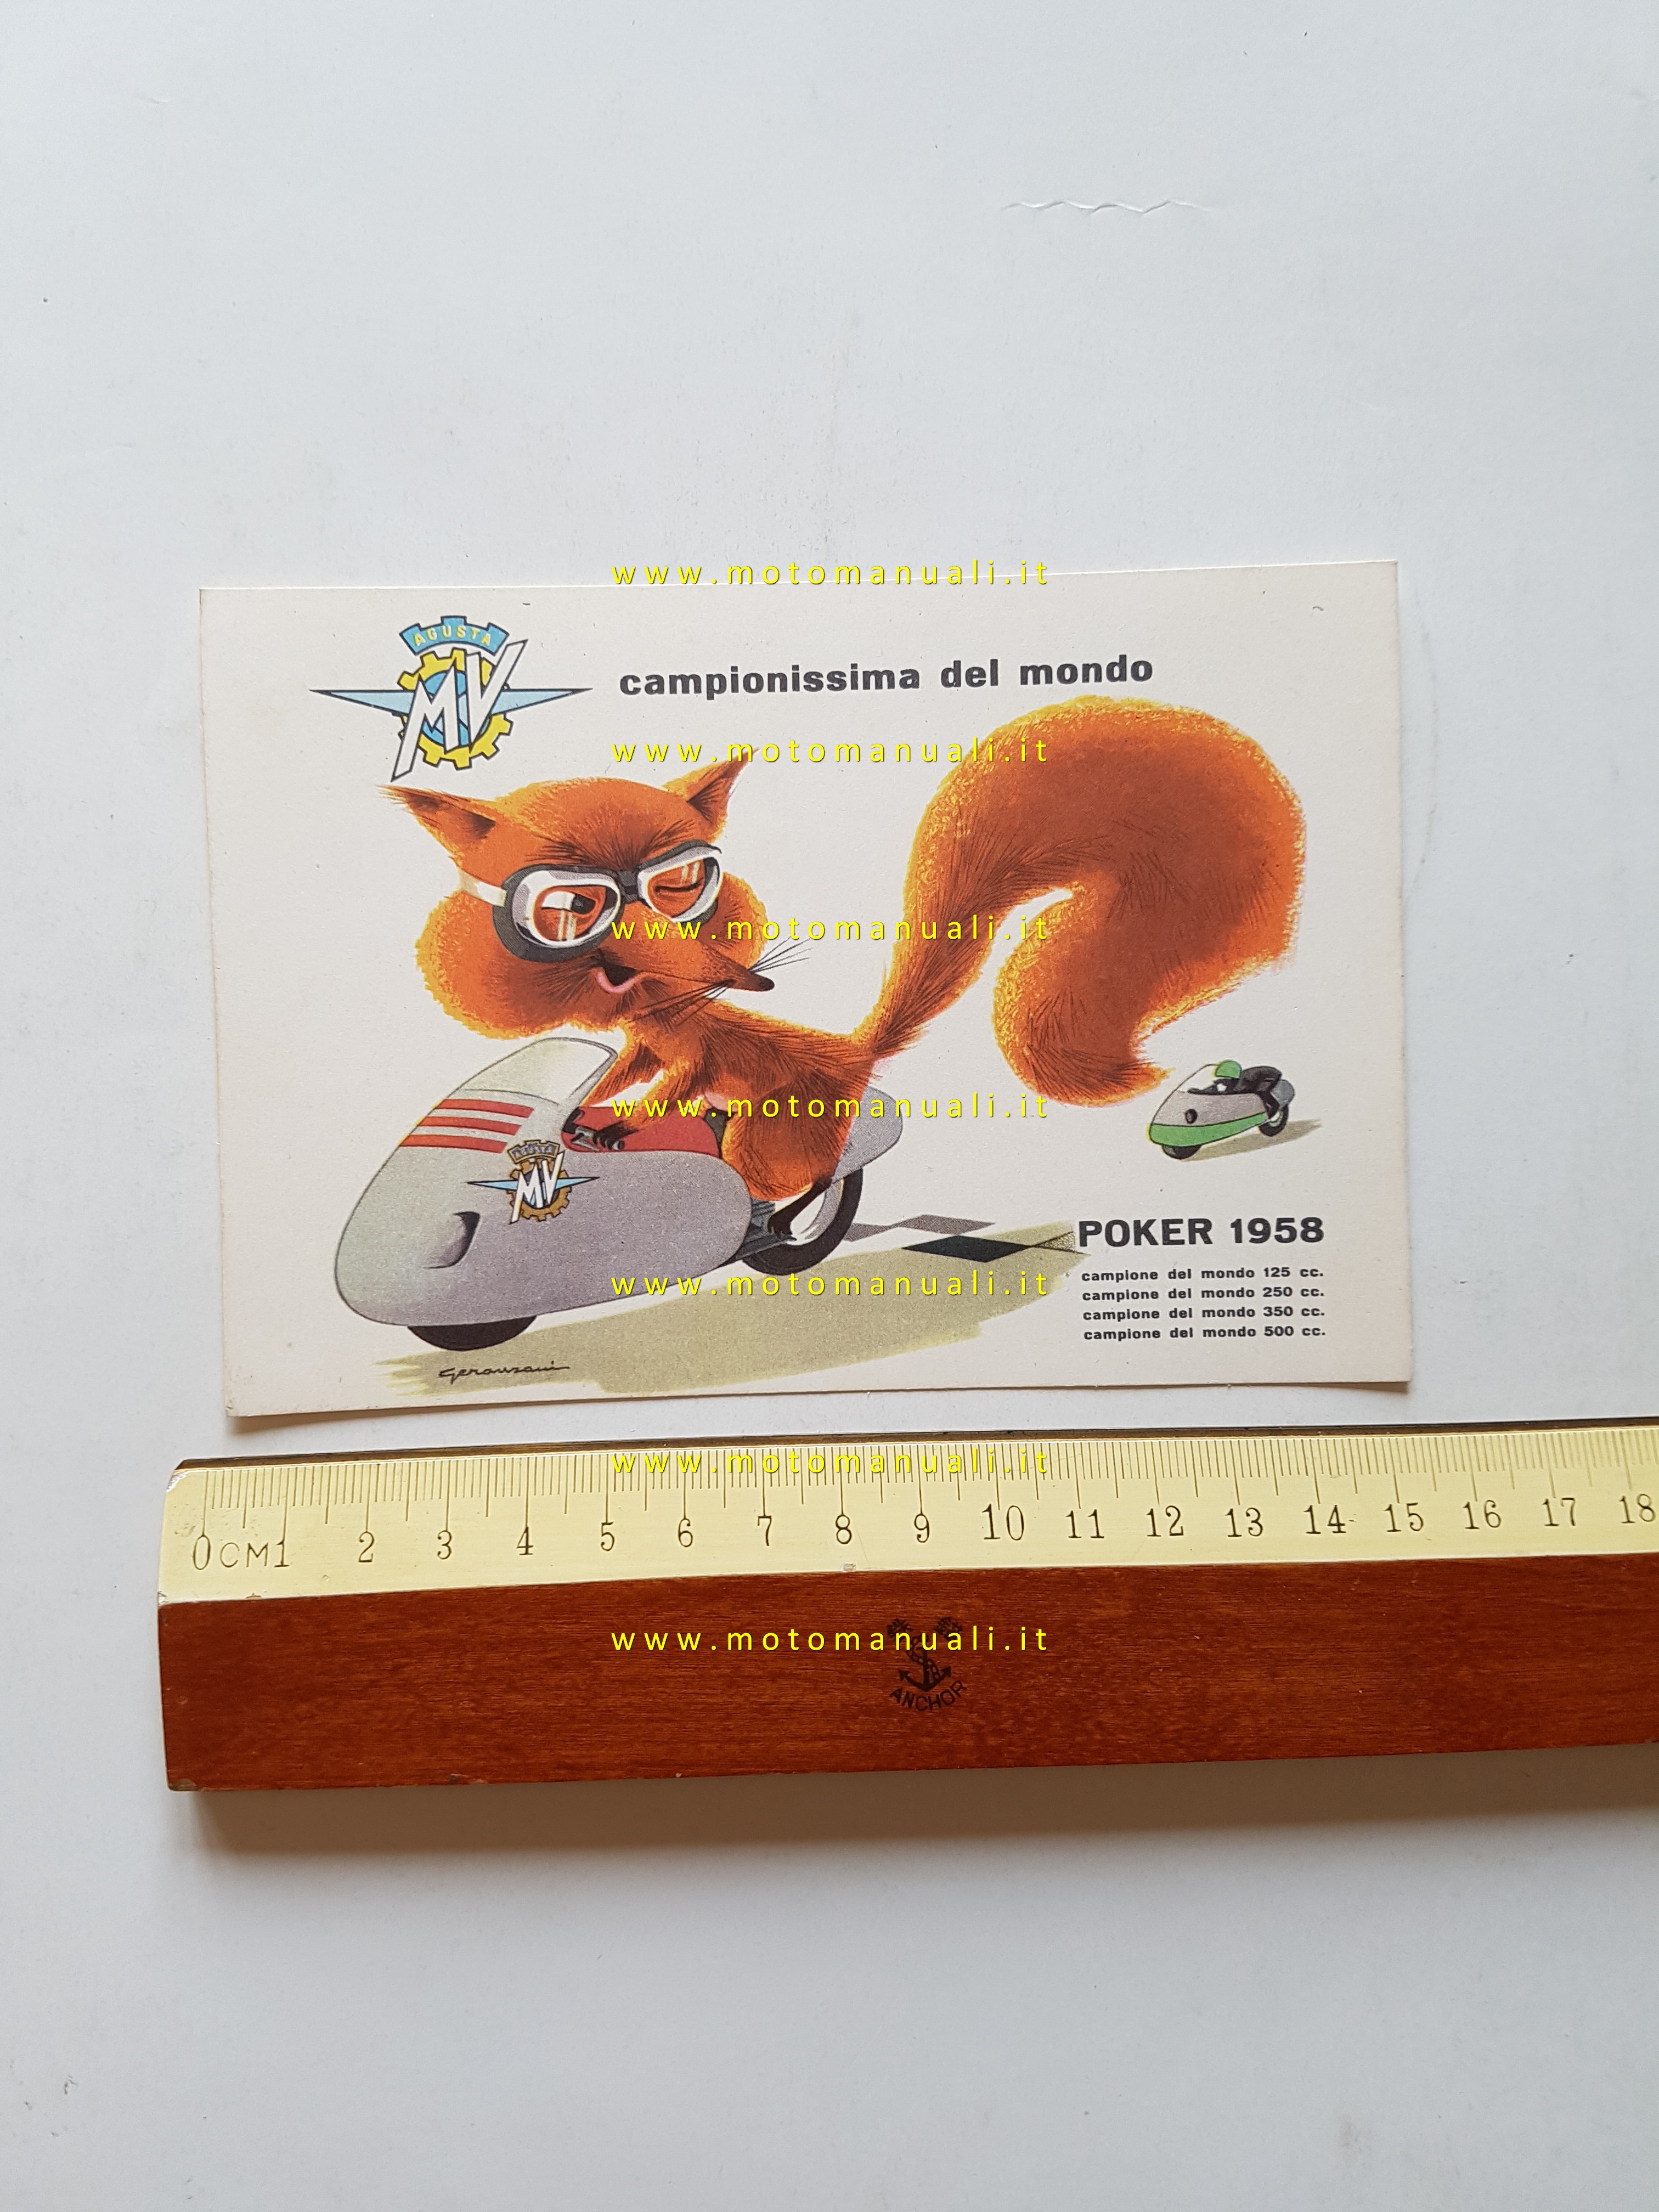 www.motomanuali.it
AGUSTA
MV
campionissima del mondo
www.motomanuali.it
www.motomanuali.it
www.motomanuali.it
AGUSTA
MV
POKER 1958
campione del mondo 125 cc.
campione del mondo 250 cc.
www.motomanuali.it
campione del mondo 350 cc.
campione del mondo 500 cc.
Geranzani
www.motomanuali.it
0 CM 1 2 3 4 5 6 7 8 9 10 11 12 13 14 15 16 17 18
www.motomanuali.it
ANCHOR